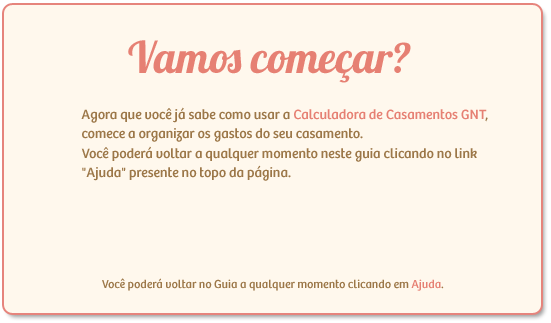 Vamos começar?
Agora que você já sabe como usar a Calculadora de Casamentos GNT,
comece a organizar os gastos do seu casamento.
Você poderá voltar a qualquer momento neste guia clicando no link
"Ajuda" presente no topo da página.
Você poderá voltar no Guia a qualquer momento clicando em Ajuda.